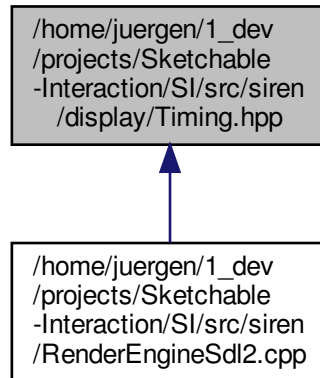 /home/juergen/1_dev
/projects/Sketchable
-Interaction/SI/src/siren
/display/Timing.hpp
/home/juergen/1_dev
/projects/Sketchable
-Interaction/SI/src/siren
/RenderEngineSdl2.cpp